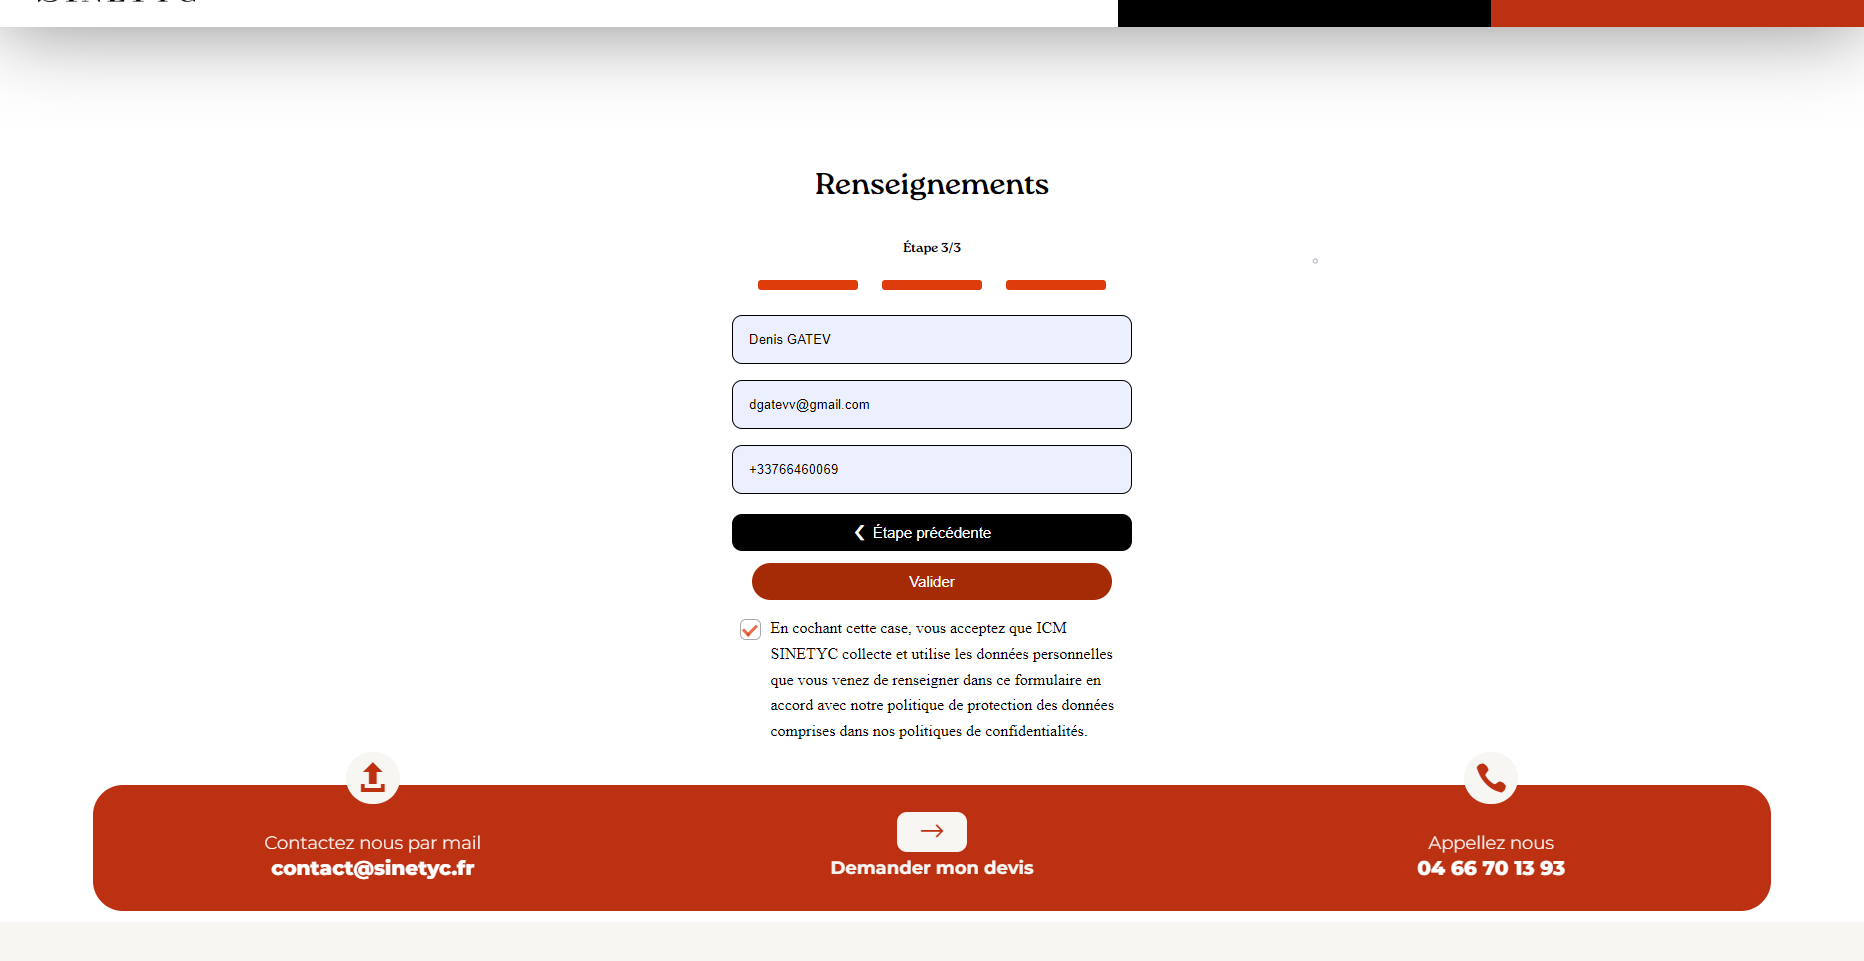 SINETYC
Renseignements
Étape 3/3
Denis GATEV
dgatevv@gmail.com
+33766460069
❮ Étape précédente
Valider
En cochant cette case, vous acceptez que ICM
SINETYC collecte et utilise les données personnelles
que vous venez de renseigner dans ce formulaire en
accord avec notre politique de protection des données
comprises dans nos politiques de confidentialités.
Contactez nous par mail
contact@sinetyc.fr
Demander mon devis
Appellez nous
04 66 70 13 93